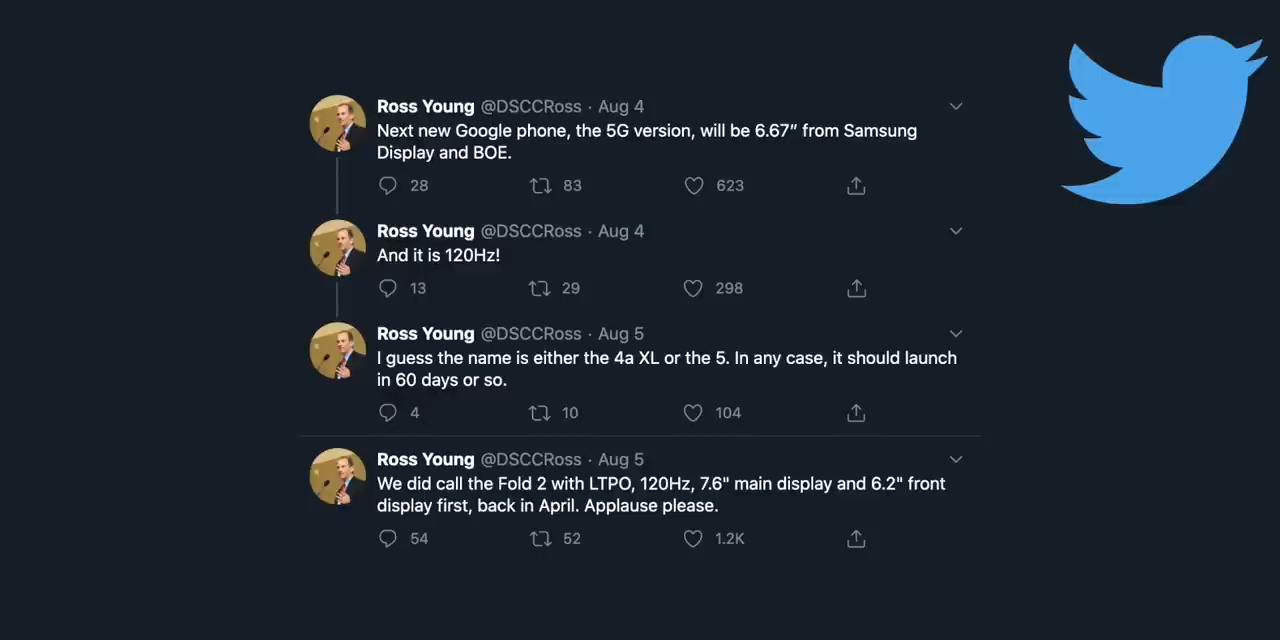 Ross Young @DSCCRoss · Aug 4
Next new Google phone, the 5G version, will be 6.67” from Samsung
Display and BOE.
28 83 623
Ross Young @DSCCRoss · Aug 4
And it is 120Hz!
13 29 298
Ross Young @DSCCRoss · Aug 5
I guess the name is either the 4a XL or the 5. In any case, it should launch
in 60 days or so.
4 10 104
Ross Young @DSCCRoss · Aug 5
We did call the Fold 2 with LTPO, 120Hz, 7.6" main display and 6.2" front
display first, back in April. Applause please.
54 52 1.2K